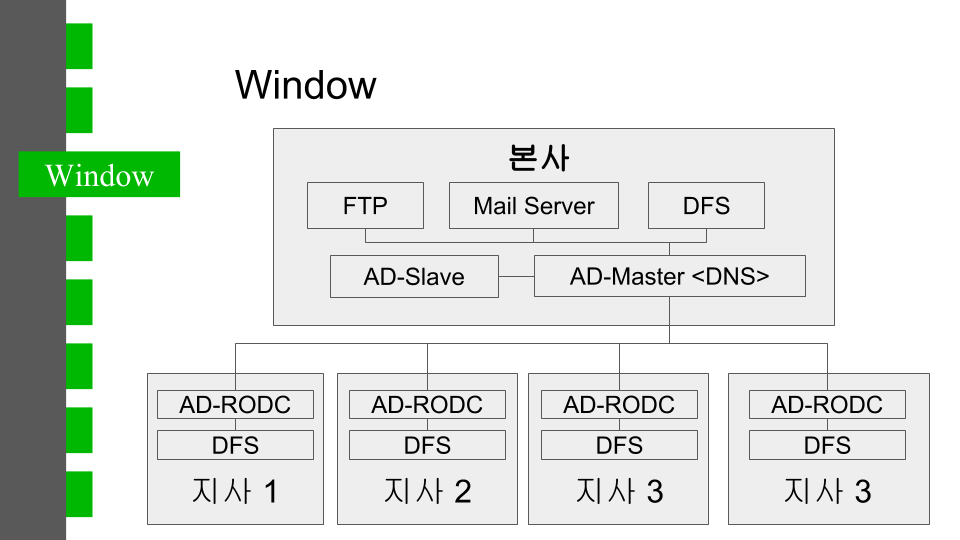 Window
Window
본사
FTP
Mail Server
DFS
AD-Slave
AD-Master <DNS>
AD-RODC
DFS
지사 1
AD-RODC
DFS
지사 2
AD-RODC
DFS
지사 3
AD-RODC
DFS
지사 3